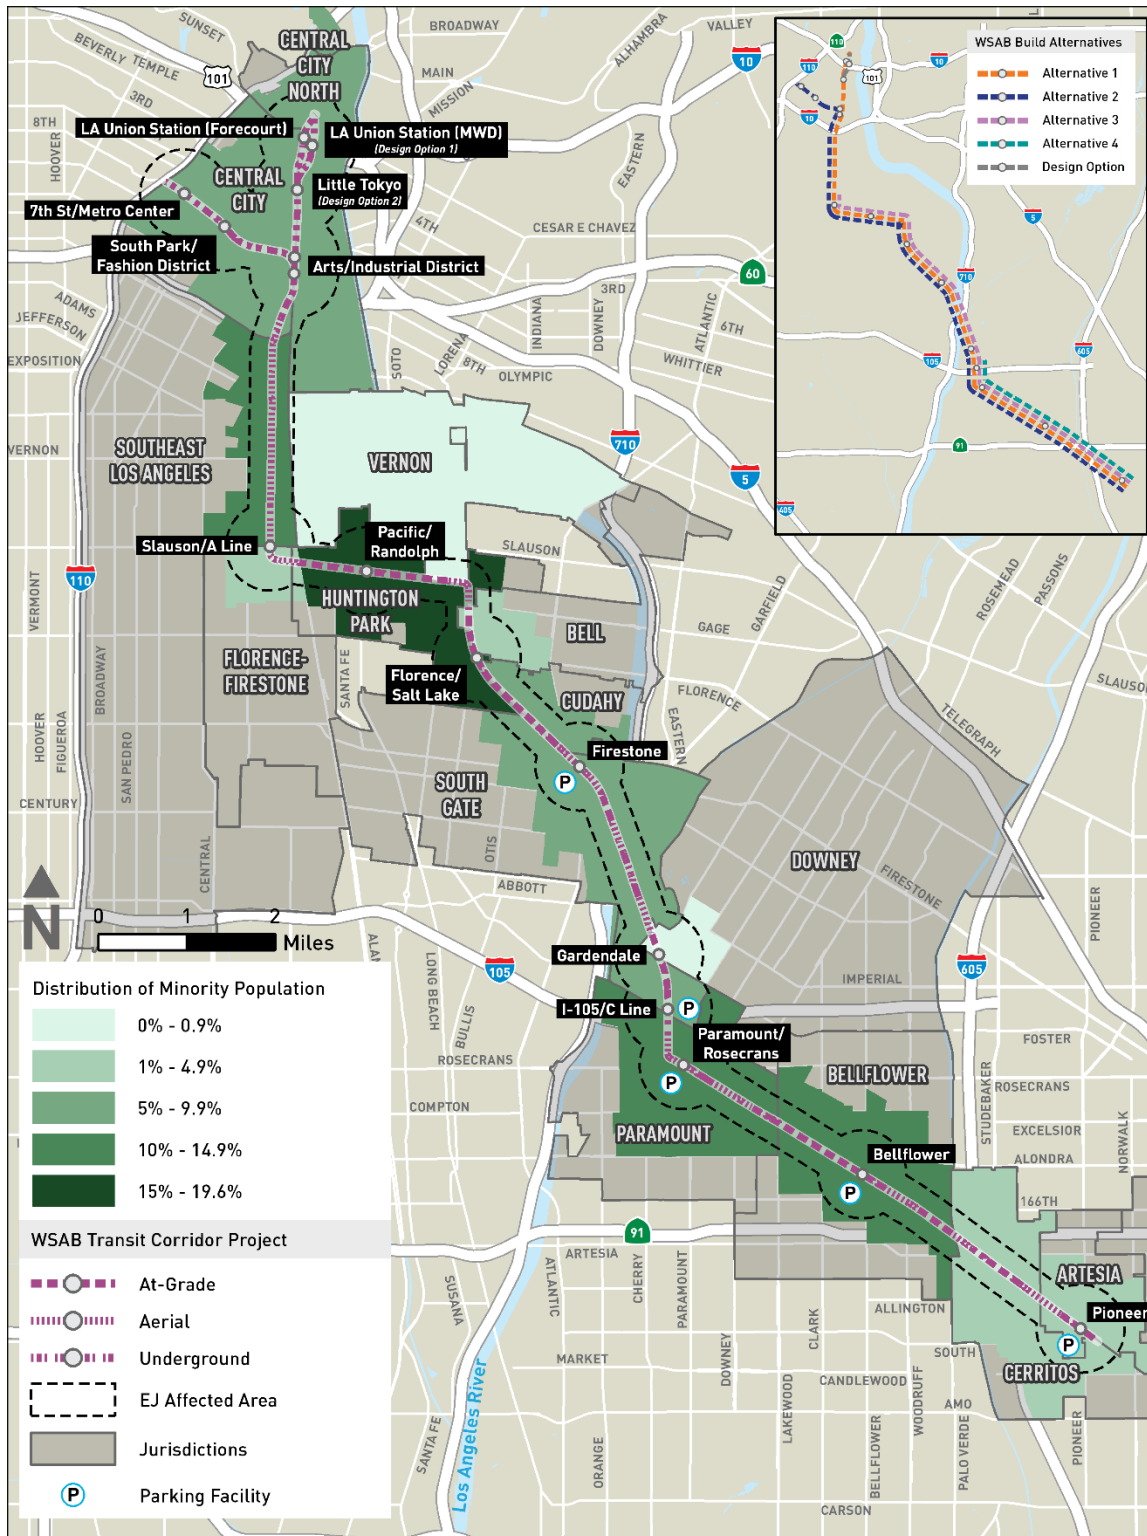 SUNSET
BEVERLY
TEMPLE
3RD
8TH
HOOVER
101
CENTRAL
CITY
NORTH
BROADWAY
MAIN
MISSION
ALHAMBRA
VALLEY
10
LA Union Station (Forecourt)
LA Union Station (MWD)
(Design Option 1)
CENTRAL
CITY
Little Tokyo
(Design Option 2)
7th St/Metro Center
South Park/
Fashion District
Arts/Industrial District
4TH
CESAR E CHAVEZ
EASTERN
60
3RD
INDIANA
DOWNEY
ATLANTIC
6TH
WHITTIER
SOTO
LORENA
8TH
OLYMPIC
ADAMS
JEFFERSON
EXPOSITION
VERNON
SOUTHEAST
LOS ANGELES
VERNON
710
5
WSAB Build Alternatives
Alternative 1
Alternative 2
Alternative 3
Alternative 4
Design Option
110
10
110
101
10
5
710
105
605
91
405
Slauson/A Line
Pacific/
Randolph
SLAUSON
HUNTINGTON
PARK
BELL
GAGE
GARFIELD
ROSEMEAD
PASSONS
110
VERMONT
BROADWAY
FLORENCE-
FIRESTONE
SANTA FE
Florence/
Salt Lake
CUDAHY
FLORENCE
EASTERN
TELEGRAPH
SLAUSON
Firestone
P
HOOVER
FIGUEROA
SAN PEDRO
CENTURY
CENTRAL
SOUTH
GATE
OTIS
ABBOTT
DOWNEY
FIRESTONE
PIONEER
N
0 1 2
Miles
Gardendale
105
IMPERIAL
605
I-105/C Line
P
Paramount/
Rosecrans
P
LONG BEACH
BULLIS
ROSECRANS
COMPTON
BELLFLOWER
PARAMOUNT
STUDEBAKER
FOSTER
ROSECRANS
EXCELSIOR
ALONDRA
NORWALK
Bellflower
P
166TH
91
ARTESIA
ATLANTIC
CHERRY
PARAMOUNT
ARTESIA
ALLINGTON
Pioneer
P
CERRITOS
SUSANA
MARKET
DOWNEY
CLARK
SOUTH
CANDLEWOOD
LAKEWOOD
WOODRUFF
AMO
BELLFLOWER
PALO VERDE
PIONEER
SANTA FE
Los Angeles River
ORANGE
CARSON
Distribution of Minority Population
0% - 0.9%
1% - 4.9%
5% - 9.9%
10% - 14.9%
15% - 19.6%
WSAB Transit Corridor Project
At-Grade
Aerial
Underground
EJ Affected Area
Jurisdictions
P Parking Facility